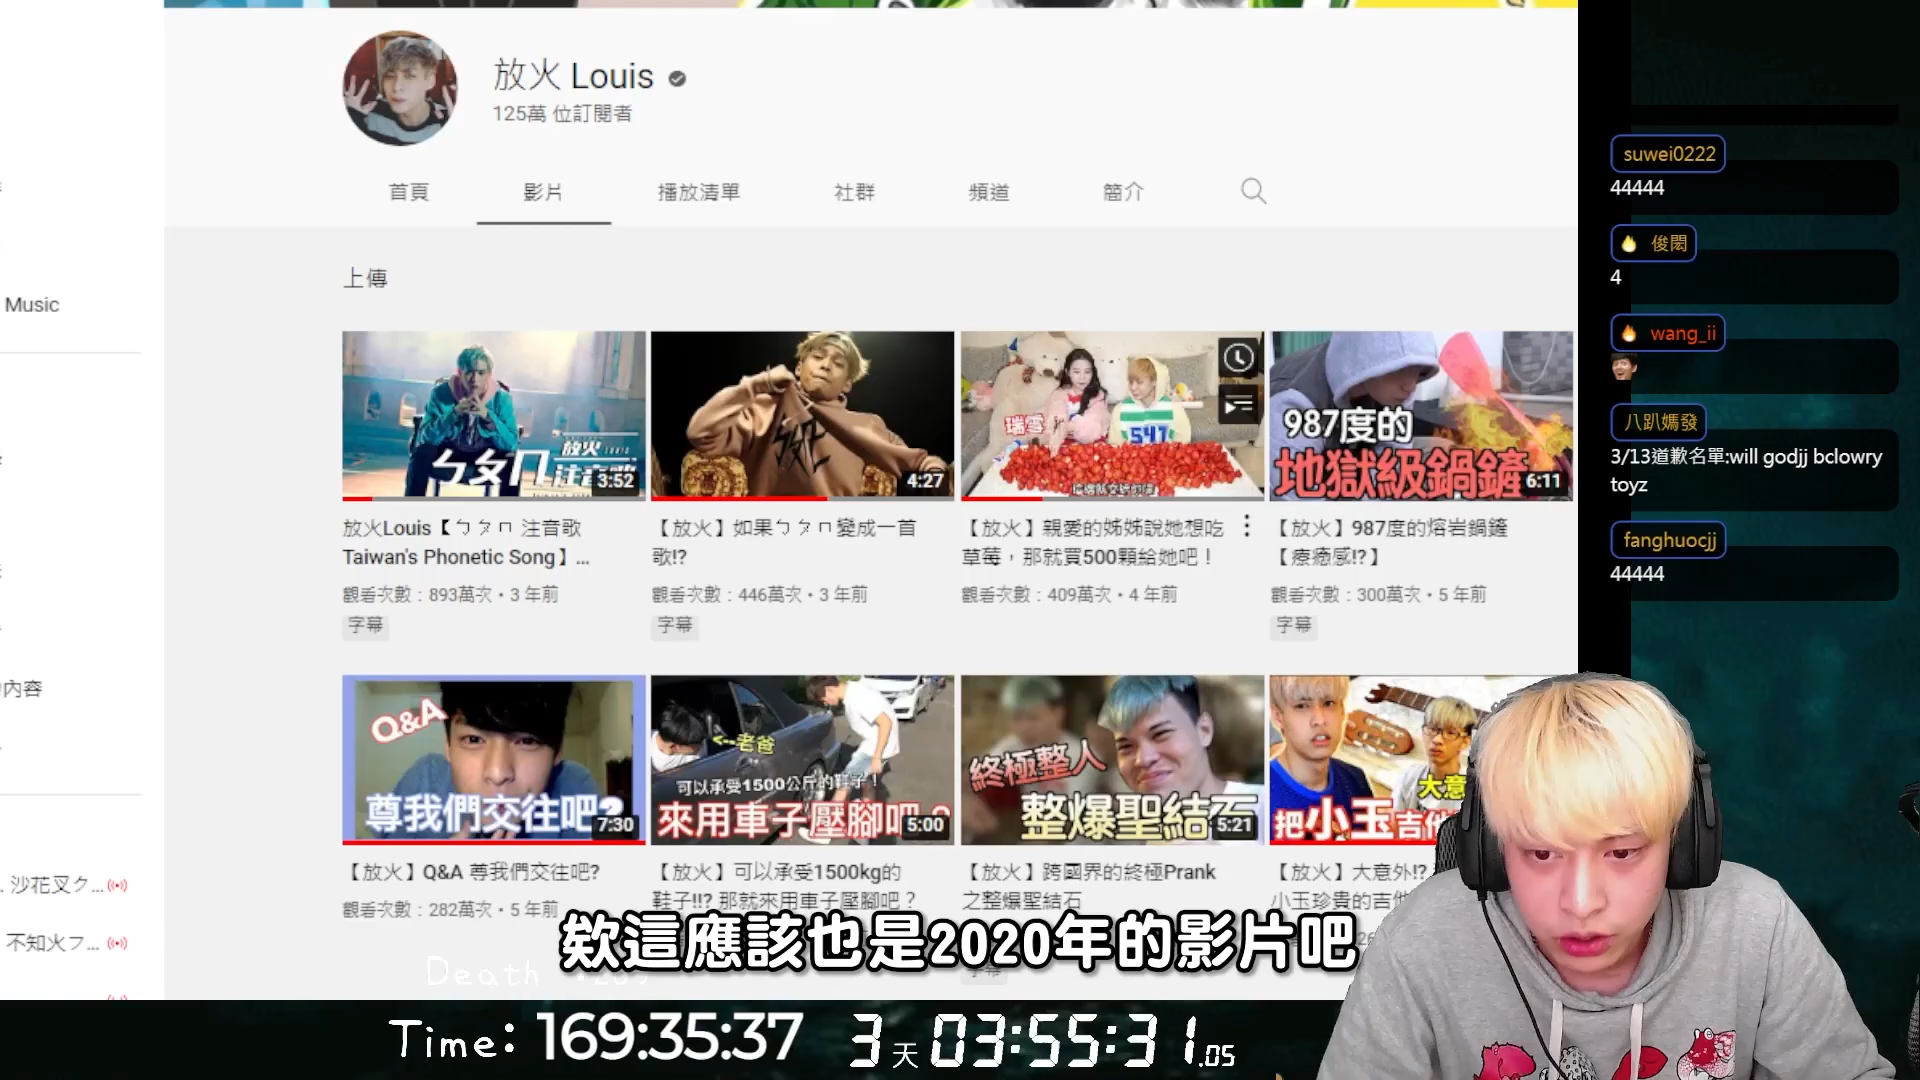 放火 Louis
125萬 位訂閱者
首頁
影片
播放清單
社群
頻道
簡介
上傳
Music
放火
注音歌
3:52
4:27
瑞雪
547
987度的
地獄級鍋鏟
6:11
放火Louis【ㄅㄆㄇ 注音歌
Taiwan's Phonetic Song】...
觀看次數：893萬次・3 年前
字幕
【放火】如果ㄅㄆㄇ變成一首
歌!?
觀看次數：446萬次・3 年前
字幕
【放火】親愛的姊姊說她想吃
草莓，那就買500顆給她吧！
觀看次數：409萬次・4 年前
【放火】987度的熔岩鍋鏟
【療癒感!?】
觀看次數：300萬次・5 年前
字幕
內容
Q&A
尊我們交往吧?
7:30
<--老爸
可以承受1500公斤的鞋子！
來用車子壓腳吧？
5:00
終極整人
整爆聖結石
5:21
大意
把小玉吉他
【放火】Q&A 尊我們交往吧?
觀看次數：282萬次・5 年前
【放火】可以承受1500kg的
鞋子!!? 那就來用車子壓腳吧？
【放火】跨國界的終極Prank
之整爆聖結石
字幕
【放火】大意外!?
小玉珍貴的吉他
沙花叉ク...
不知火フ...
欸這應該也是2020年的影片吧
Death
Time: 169:35:37
3天 03:55:31.05
suwei0222
44444
俊閎
4
wang_ii
八趴媽發
3/13道歉名單:will godjj bclowry
toyz
fanghuocjj
44444